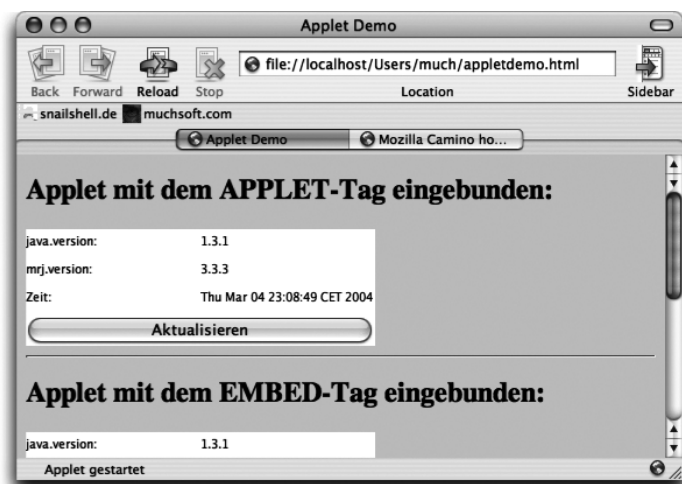 Applet Demo
file://localhost/Users/much/appletdemo.html
Back Forward Reload Stop Location Sidebar
snailshell.de muchsoft.com
Applet Demo Mozilla Camino ho...
Applet mit dem APPLET-Tag eingebunden:
java.version: 1.3.1
mrj.version: 3.3.3
Zeit: Thu Mar 04 23:08:49 CET 2004
Aktualisieren
Applet mit dem EMBED-Tag eingebunden:
java.version: 1.3.1
Applet gestartet